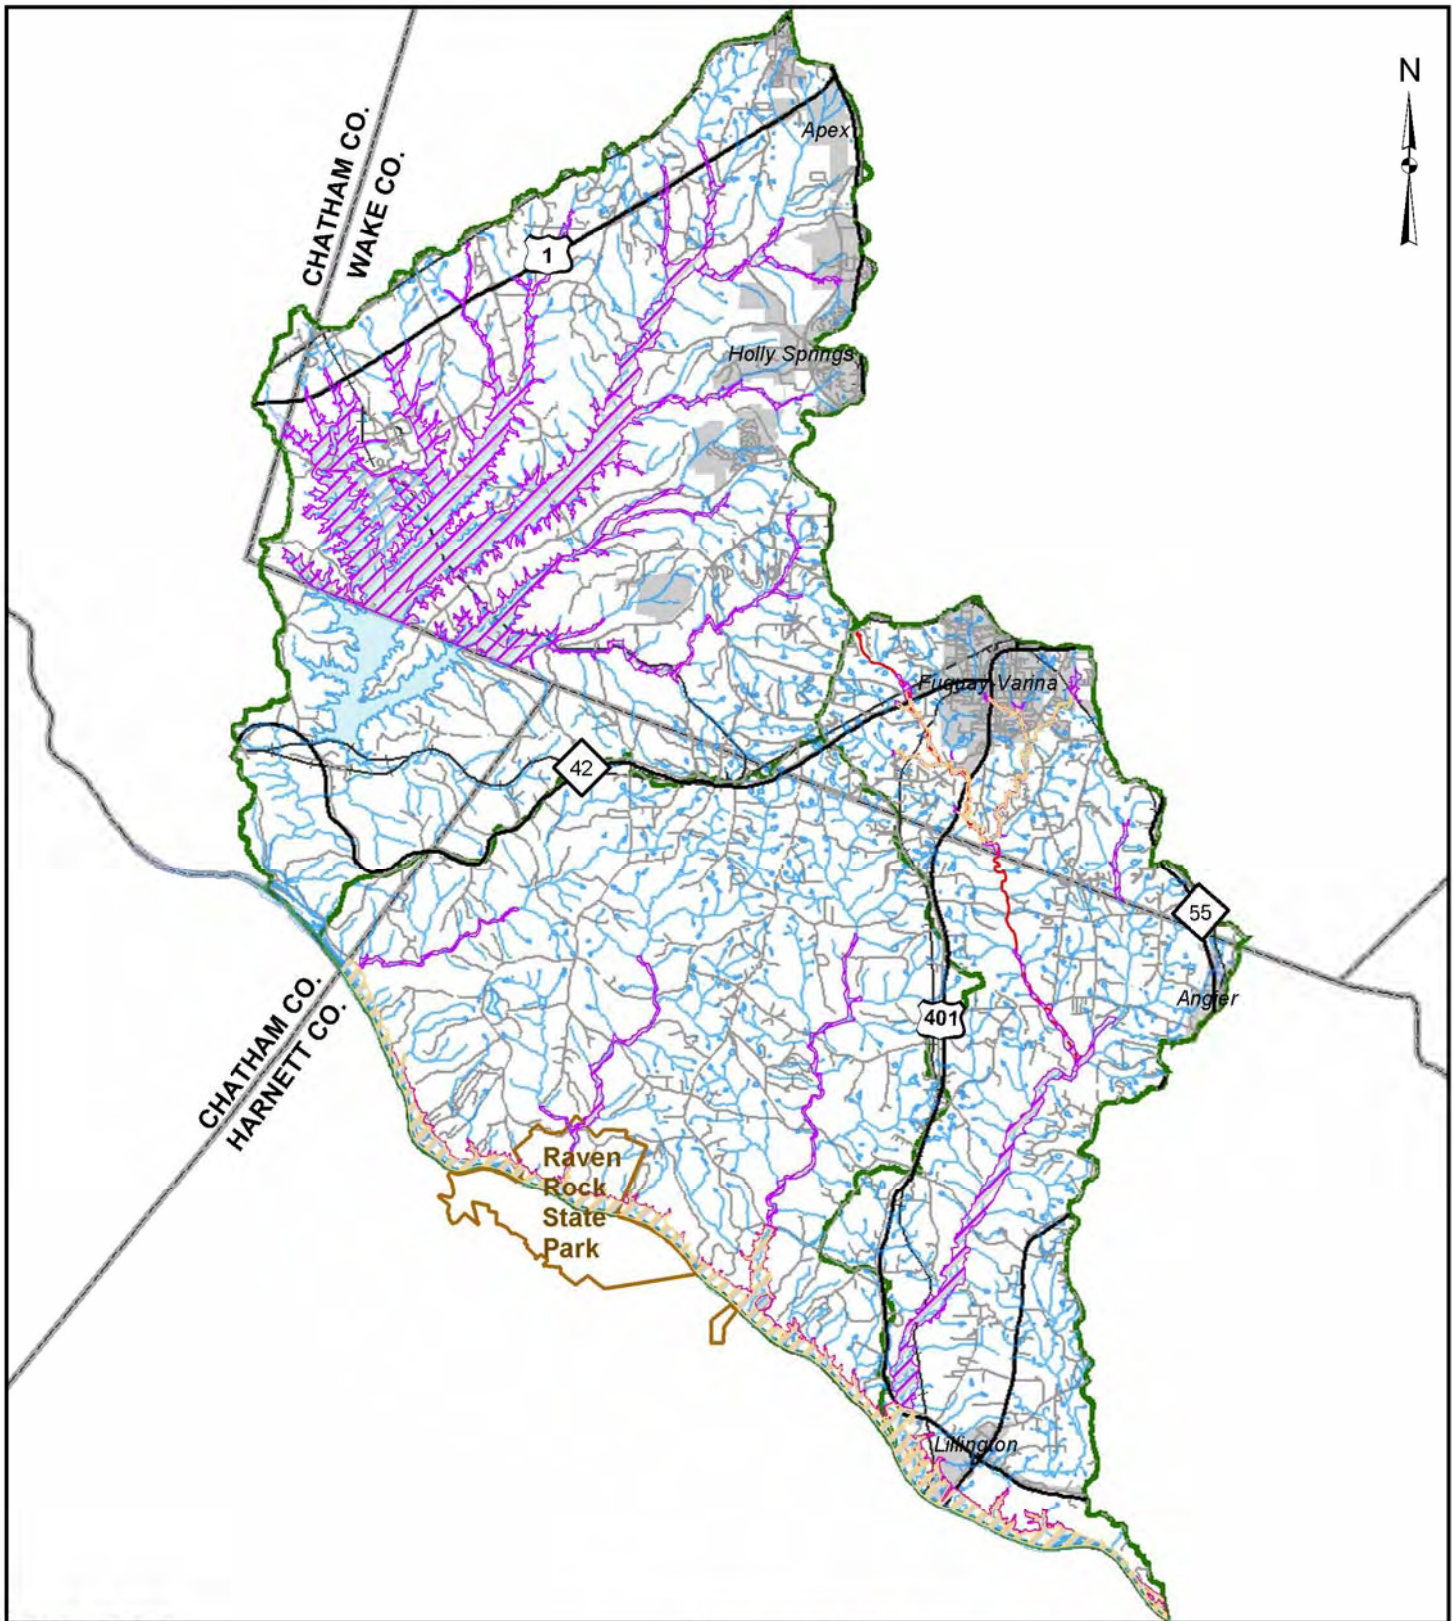 N
Apex
CHATHAM CO.
WAKE CO.
1
Holly Springs
Fuquay-Varina
42
55
Angier
401
CHATHAM CO.
HARNETT CO.
Raven
Rock
State
Park
Lillington